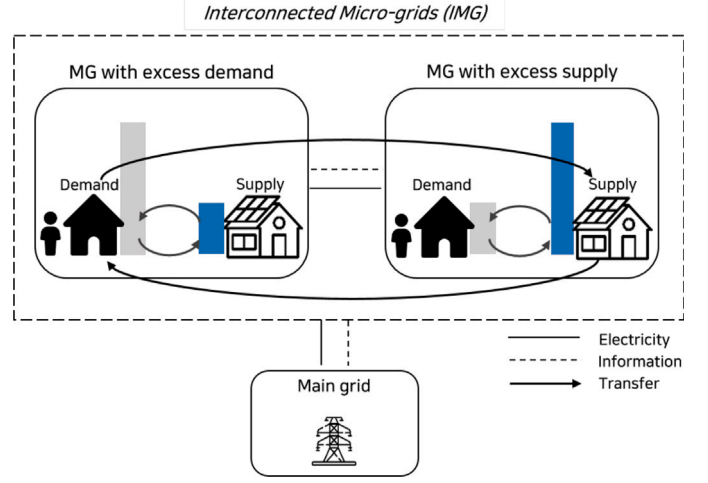 Interconnected Micro-grids (IMG)
MG with excess demand
MG with excess supply
Demand
Supply
Demand
Supply
Electricity
Information
Transfer
Main grid